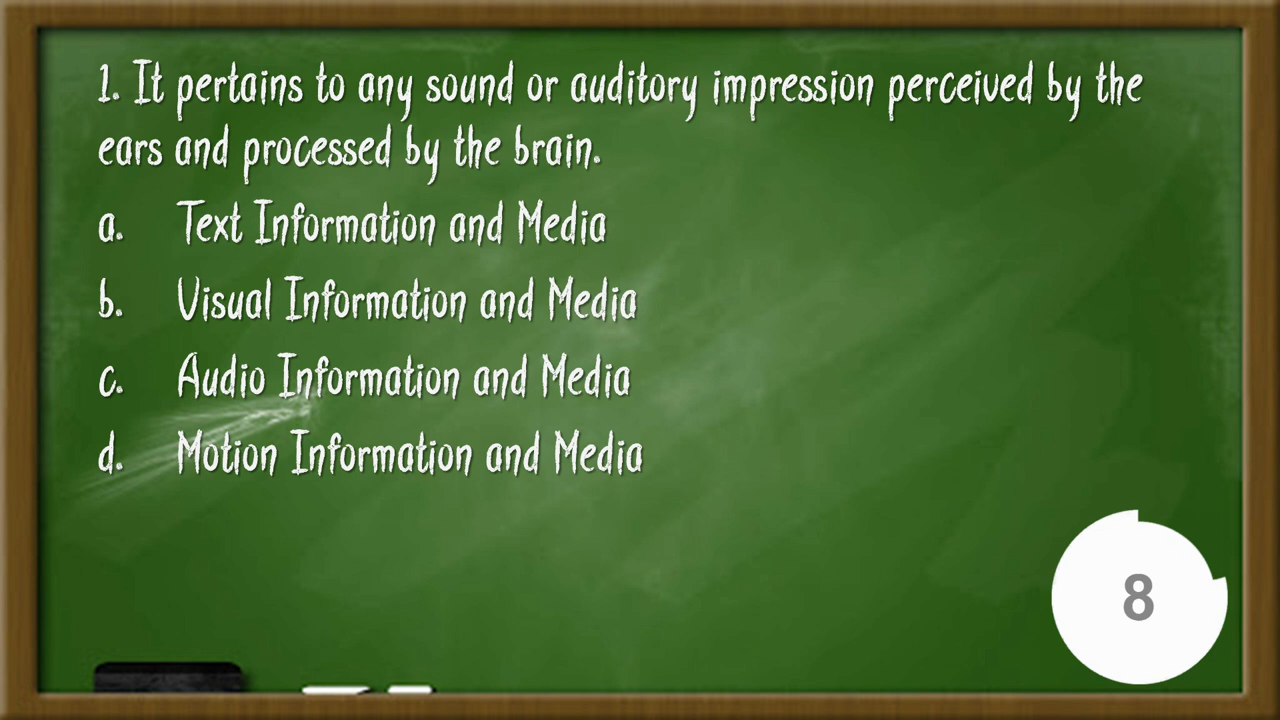 1. It pertains to any sound or auditory impression perceived by the
ears and processed by the brain.
a. Text Information and Media
b. Visual Information and Media
c. Audio Information and Media
d. Motion Information and Media
8